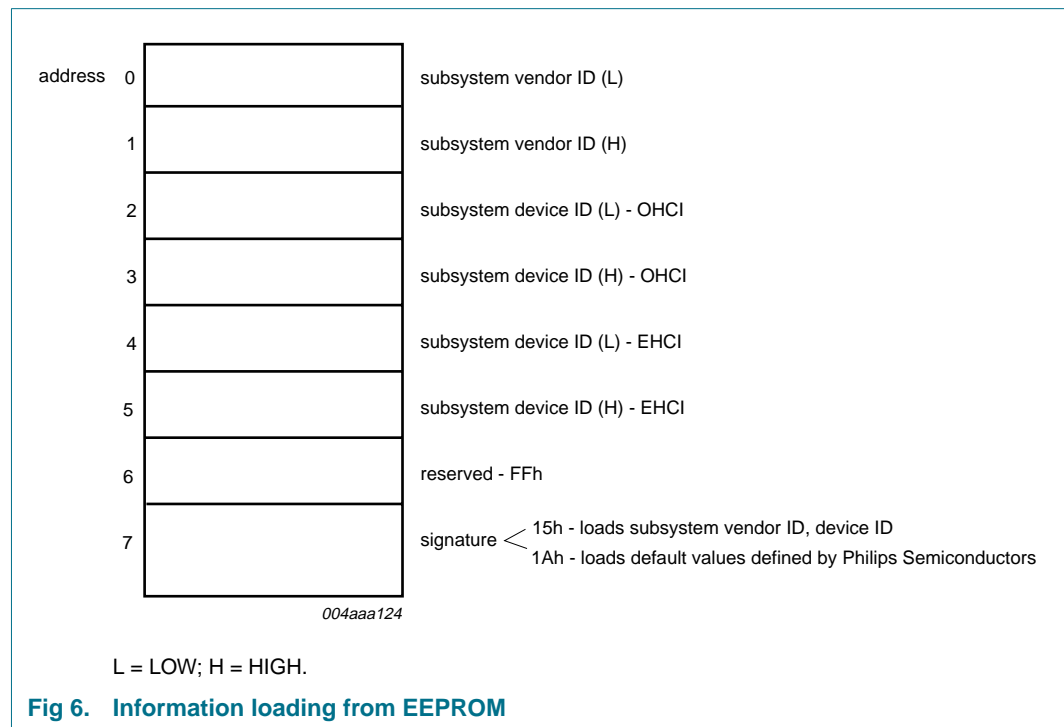 address 0 subsystem vendor ID (L)
1 subsystem vendor ID (H)
2 subsystem device ID (L) - OHCI
3 subsystem device ID (H) - OHCI
4 subsystem device ID (L) - EHCI
5 subsystem device ID (H) - EHCI
6 reserved - FFh
7 signature 15h - loads subsystem vendor ID, device ID
1Ah - loads default values defined by Philips Semiconductors
004aaa124
L = LOW; H = HIGH.
Fig 6. Information loading from EEPROM